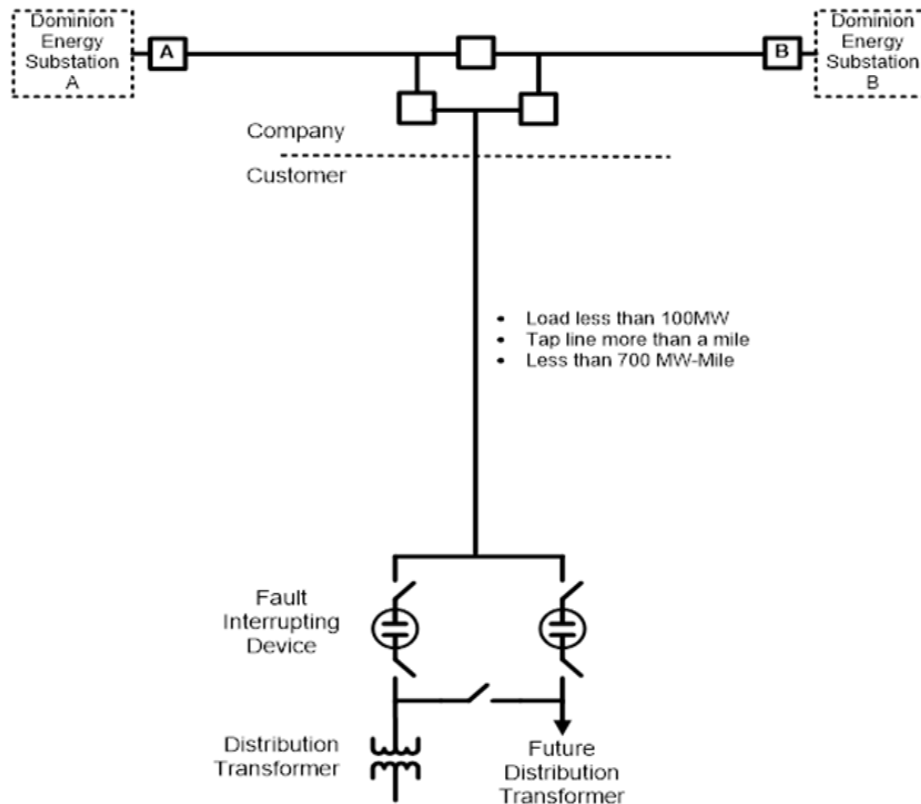 Dominion
Energy
Substation
A
A
B
Dominion
Energy
Substation
B
Company
Customer
• Load less than 100MW
• Tap line more than a mile
• Less than 700 MW-Mile
Fault
Interrupting
Device
Distribution
Transformer
Future
Distribution
Transformer